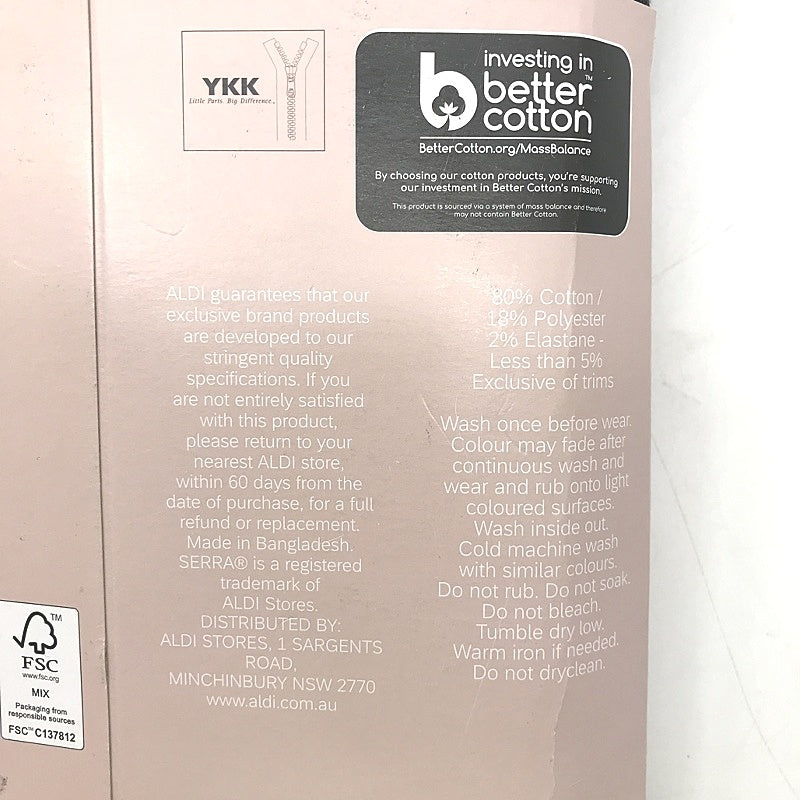 YKK
Little Parts. Big Difference.
investing in
better
cotton
TM
BetterCotton.org/MassBalance
By choosing our cotton products, you're supporting
our investment in Better Cotton's mission.
This product is sourced via a system of mass balance and therefore
may not contain Better Cotton.
ALDI guarantees that our
exclusive brand products
are developed to our
stringent quality
specifications. If you
are not entirely satisfied
with this product,
please return to your
nearest ALDI store,
within 60 days from the
date of purchase, for a full
refund or replacement.
Made in Bangladesh.
SERRA® is a registered
trademark of
ALDI Stores.
DISTRIBUTED BY:
ALDI STORES, 1 SARGENTS
ROAD,
MINCHINBURY NSW 2770
www.aldi.com.au
80% Cotton /
18% Polyester
2% Elastane -
Less than 5%
Exclusive of trims
Wash once before wear.
Colour may fade after
continuous wash and
wear and rub onto light
coloured surfaces.
Wash inside out.
Cold machine wash
with similar colours.
Do not rub. Do not soak.
Do not bleach.
Tumble dry low.
Warm iron if needed.
Do not dryclean.
TM
FSC
www.fsc.org
MIX
Packaging from
responsible sources
FSC™ C137812